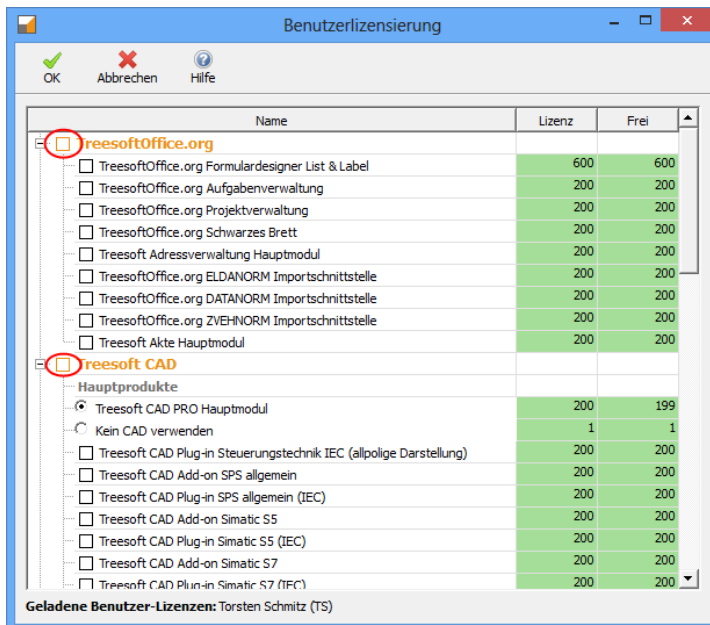 Benutzerlizensierung
OK Abbrechen Hilfe
Name Lizenz Frei
TreesoftOffice.org
TreesoftOffice.org Formulardesigner List & Label 600 600
TreesoftOffice.org Aufgabenverwaltung 200 200
TreesoftOffice.org Projektverwaltung 200 200
TreesoftOffice.org Schwarzes Brett 200 200
Treesoft Adressverwaltung Hauptmodul 200 200
TreesoftOffice.org ELDANORM Importschnittstelle 200 200
TreesoftOffice.org DATANORM Importschnittstelle 200 200
TreesoftOffice.org ZVEHNORM Importschnittstelle 200 200
Treesoft Akte Hauptmodul 200 200
Treesoft CAD
Hauptprodukte
Treesoft CAD PRO Hauptmodul 200 199
Kein CAD verwenden 1 1
Treesoft CAD Plug-in Steuerungstechnik IEC (allpolige Darstellung) 200 200
Treesoft CAD Add-on SPS allgemein 200 200
Treesoft CAD Plug-in SPS allgemein (IEC) 200 200
Treesoft CAD Add-on Simatic S5 200 200
Treesoft CAD Plug-in Simatic S5 (IEC) 200 200
Treesoft CAD Add-on Simatic S7 200 200
Treesoft CAD Plug-in Simatic S7 (IEC) 200 200
Geladene Benutzer-Lizenzen: Torsten Schmitz (TS)